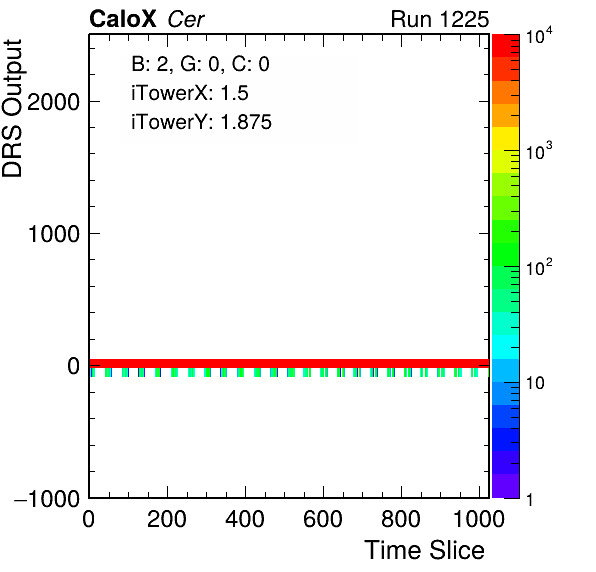 CaloX Cer Run 1225
DRS Output
B: 2, G: 0, C: 0
iTowerX: 1.5
iTowerY: 1.875
2000
1000
0
−1000
0 200 400 600 800 1000
Time Slice
10^4
10^3
10^2
10
1